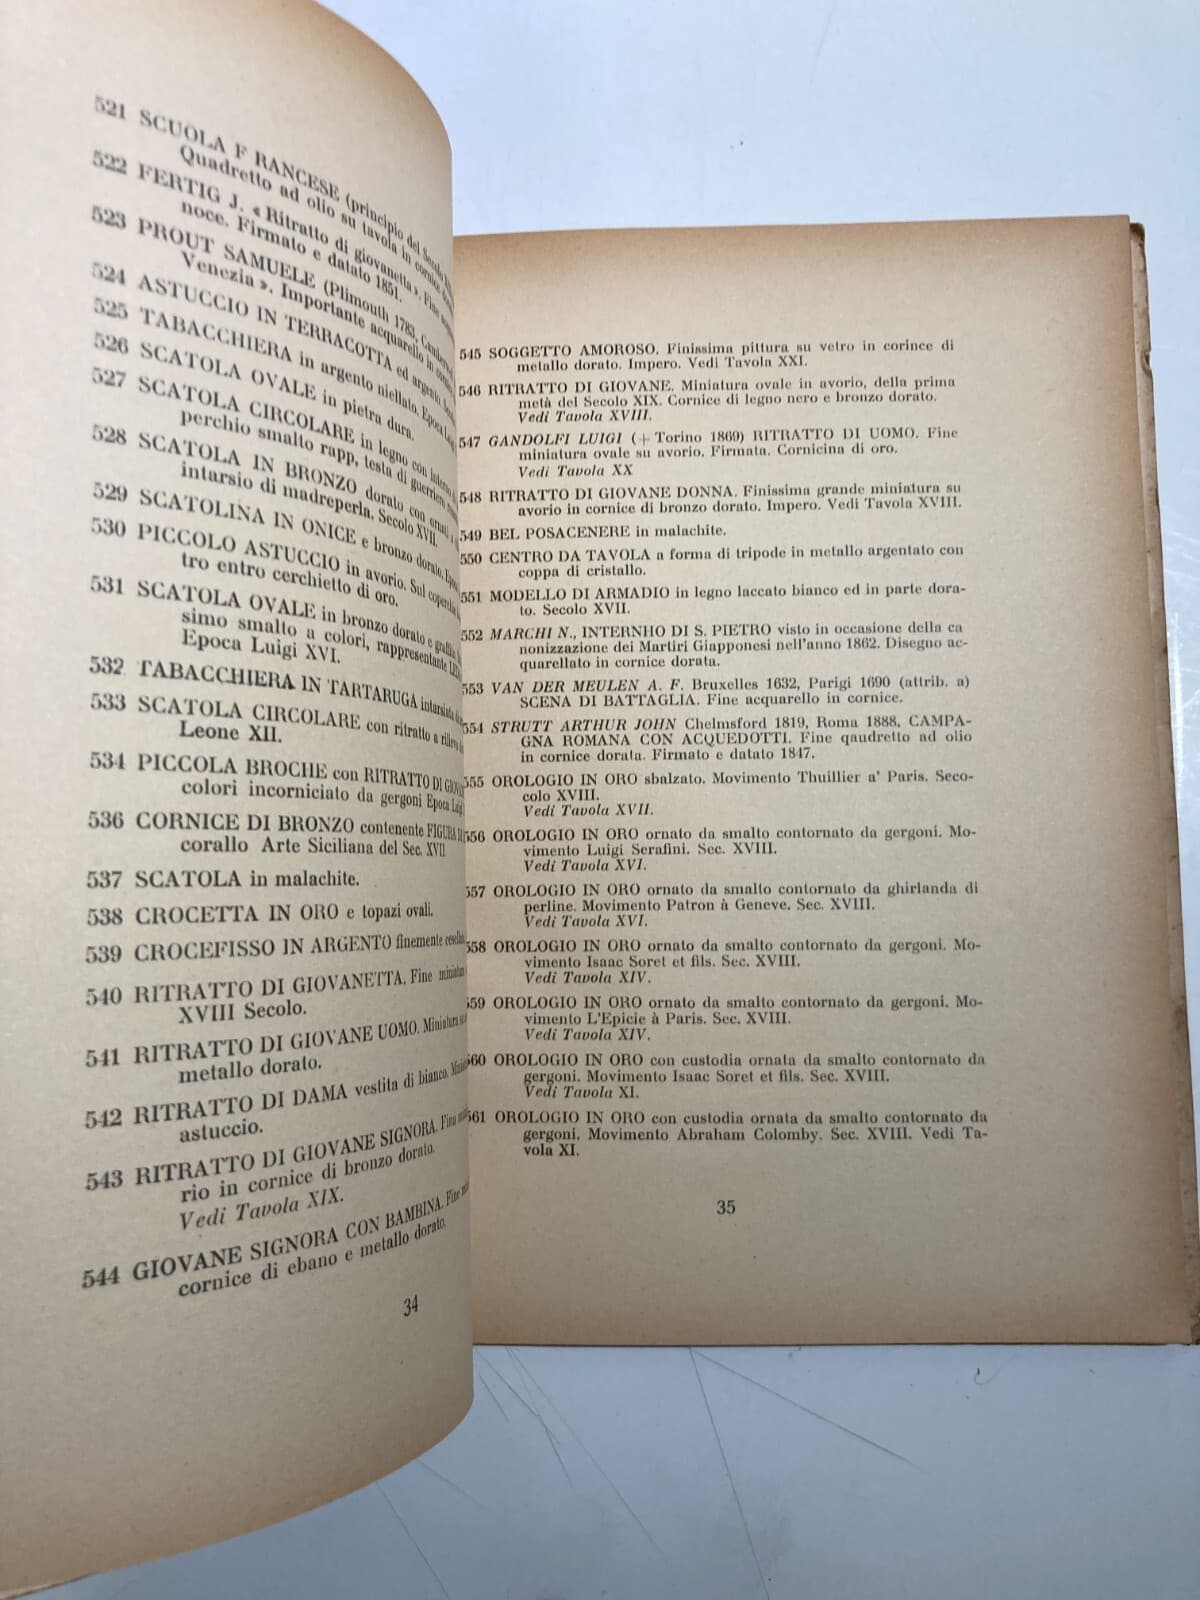 521 SCUOLA F RANCESE (principio del Secolo
Quadretto ad olio su tavola in cornice
522 FERTIG J. « Ritratto di giovanetta ». Fine
noce. Firmato e datato 1851.
523 PROUT SAMUELE (Plimouth 1783,
Venezia ». Importante acquarello in
524 ASTUCCIO IN TERRACOTTA ed argento
525 TABACCHIERA in argento niellato. Epoca
526 SCATOLA OVALE in pietra dura.
527 SCATOLA CIRCOLARE in legno con interno
perchio smalto rapp, testa di guerriero
528 SCATOLA IN BRONZO dorato con ornati
intarsio di madreperla. Secolo XVII.
529 SCATOLINA IN ONICE e bronzo dorato.
530 PICCOLO ASTUCCIO in avorio. Sul coperchio
tro entro cerchietto di oro.
531 SCATOLA OVALE in bronzo dorato e
simo smalto a colori, rappresentante
Epoca Luigi XVI.
532 TABACCHIERA IN TARTARUGA intarsiata
533 SCATOLA CIRCOLARE con ritratto a rilievo
Leone XII.
534 PICCOLA BROCHE con RITRATTO DI
colori incorniciato da gergoni Epoca Luigi
536 CORNICE DI BRONZO contenente FIGURA
corallo Arte Siciliana del Sec. XVII
537 SCATOLA in malachite.
538 CROCETTA IN ORO e topazi ovali.
539 CROCEFISSO IN ARGENTO finemente
540 RITRATTO DI GIOVANETTA. Fine miniatura
XVIII Secolo.
541 RITRATTO DI GIOVANE UOMO. Miniatura
metallo dorato.
542 RITRATTO DI DAMA vestita di bianco.
astuccio.
543 RITRATTO DI GIOVANE SIGNORA. Fine
rio in cornice di bronzo dorato.
Vedi Tavola XIX.
544 GIOVANE SIGNORA CON BAMBINA. Fine
cornice di ebano e metallo dorato.
34
545 SOGGETTO AMOROSO. Finissima pittura su vetro in corince di
metallo dorato. Impero. Vedi Tavola XXI.
546 RITRATTO DI GIOVANE. Miniatura ovale in avorio, della prima
metà del Secolo XIX. Cornice di legno nero e bronzo dorato.
Vedi Tavola XVIII.
547 GANDOLFI LUIGI (+ Torino 1869) RITRATTO DI UOMO. Fine
miniatura ovale su avorio. Firmata. Cornicina di oro.
Vedi Tavola XX
548 RITRATTO DI GIOVANE DONNA. Finissima grande miniatura su
avorio in cornice di bronzo dorato. Impero. Vedi Tavola XVIII.
549 BEL POSACENERE in malachite.
550 CENTRO DA TAVOLA a forma di tripode in metallo argentato con
coppa di cristallo.
551 MODELLO DI ARMADIO in legno laccato bianco ed in parte dora-
to. Secolo XVII.
552 MARCHI N., INTERNHO DI S. PIETRO visto in occasione della ca
nonizzazione dei Martiri Giapponesi nell'anno 1862. Disegno ac-
quarellato in cornice dorata.
553 VAN DER MEULEN A. F. Bruxelles 1632, Parigi 1690 (attrib. a)
SCENA DI BATTAGLIA. Fine acquarello in cornice.
554 STRUTT ARTHUR JOHN Chelmsford 1819, Roma 1888. CAMPA-
GNA ROMANA CON ACQUEDOTTI. Fine qaudretto ad olio
in cornice dorata. Firmato e datato 1847.
555 OROLOGIO IN ORO sbalzato. Movimento Thuillier a' Paris. Seco-
colo XVIII.
Vedi Tavola XVII.
556 OROLOGIO IN ORO ornato da smalto contornato da gergoni. Mo-
vimento Luigi Serafini. Sec. XVIII.
Vedi Tavola XVI.
557 OROLOGIO IN ORO ornato da smalto contornato da ghirlanda di
perline. Movimento Patron à Geneve. Sec. XVIII.
Vedi Tavola XVI.
558 OROLOGIO IN ORO ornato da smalto contornato da gergoni. Mo-
vimento Isaac Soret et fils. Sec. XVIII.
Vedi Tavola XIV.
559 OROLOGIO IN ORO ornato da smalto contornato da gergoni. Mo-
vimento L'Epicie à Paris. Sec. XVIII.
Vedi Tavola XIV.
560 OROLOGIO IN ORO con custodia ornata da smalto contornato da
gergoni. Movimento Isaac Soret et fils. Sec. XVIII.
Vedi Tavola XI.
561 OROLOGIO IN ORO con custodia ornata da smalto contornato da
gergoni. Movimento Abraham Colomby. Sec. XVIII. Vedi Ta-
vola XI.
35